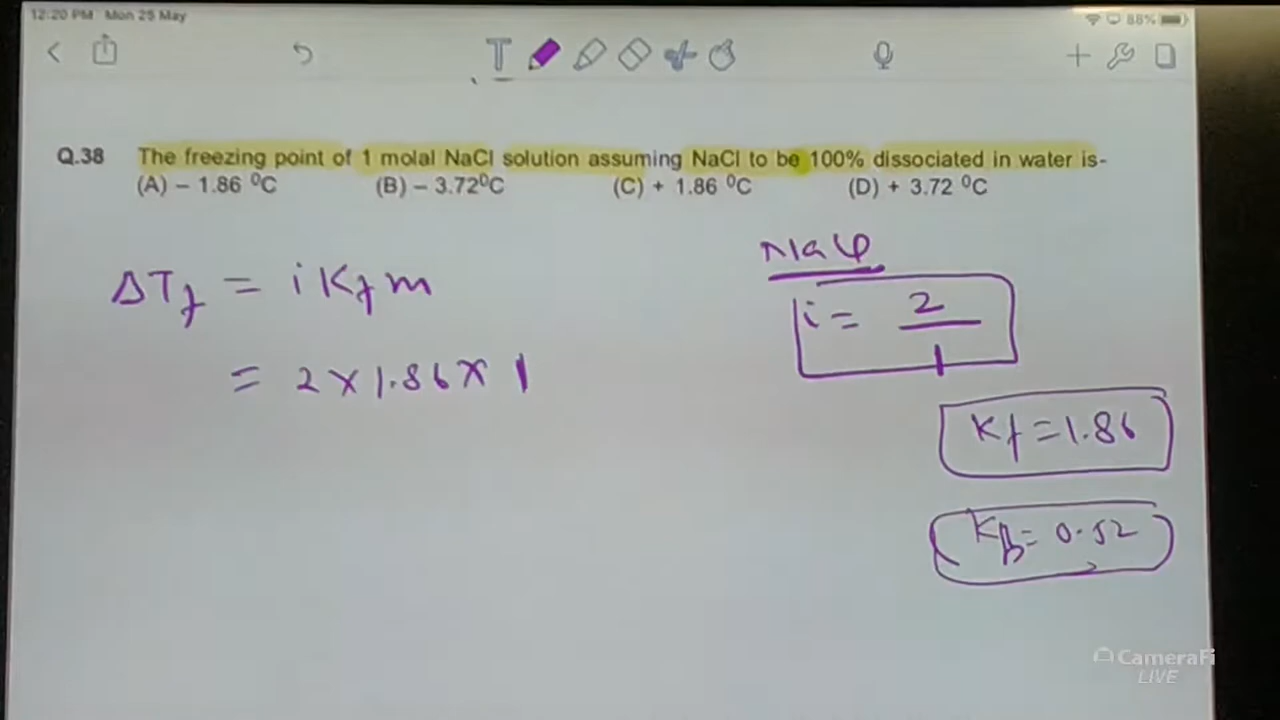 12:20 PM Mon 25 May
88%
T
Q.38 The freezing point of 1 molal NaCl solution assuming NaCl to be 100% dissociated in water is-
(A) – 1.86 ⁰C (B) – 3.72⁰C (C) + 1.86 ⁰C (D) + 3.72 ⁰C
NaCl
ΔTf = i Kf m
i = 2/1
= 2 × 1.86 × 1
Kf = 1.86
Kb = 0.52
CameraFi
LIVE